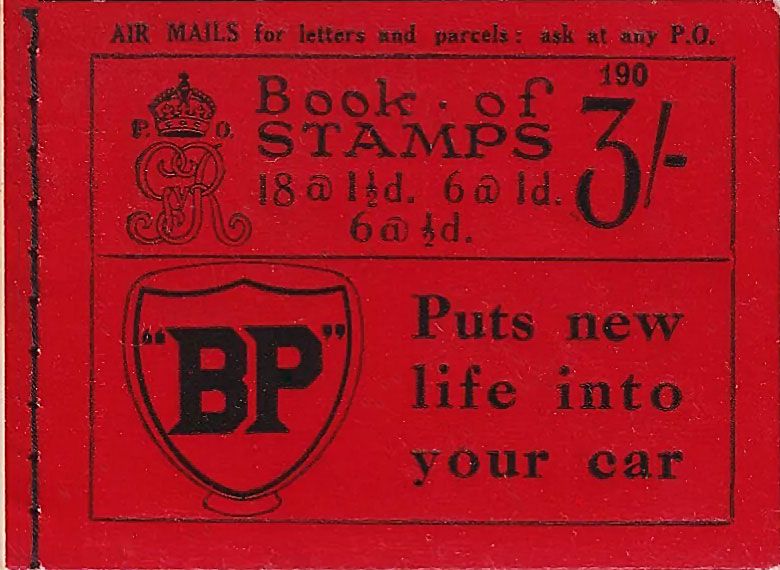 AIR MAILS for letters and parcels: ask at any P.O.
190
P. O.
GvR
Book · of
STAMPS
3/-
18 @ 1½d. 6 @ 1d.
6 @ ½d.
"BP"
Puts new
life into
your car